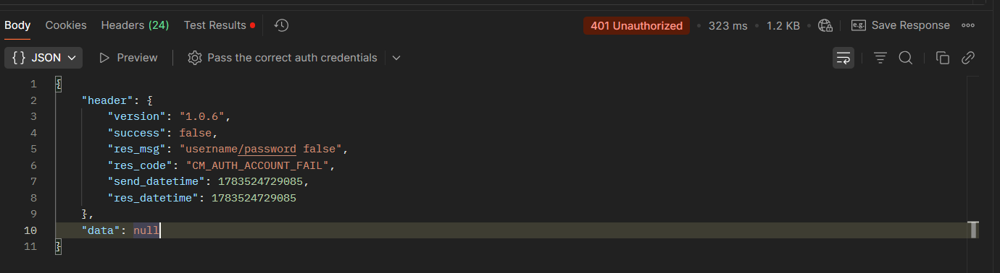 Body Cookies Headers (24) Test Results 401 Unauthorized • 323 ms • 1.2 KB e.g. Save Response
{} JSON Preview Pass the correct auth credentials
1 {
2 "header": {
3 "version": "1.0.6",
4 "success": false,
5 "res_msg": "username/password false",
6 "res_code": "CM_AUTH_ACCOUNT_FAIL",
7 "send_datetime": 1783524729085,
8 "res_datetime": 1783524729085
9 },
10 "data": null
11 }